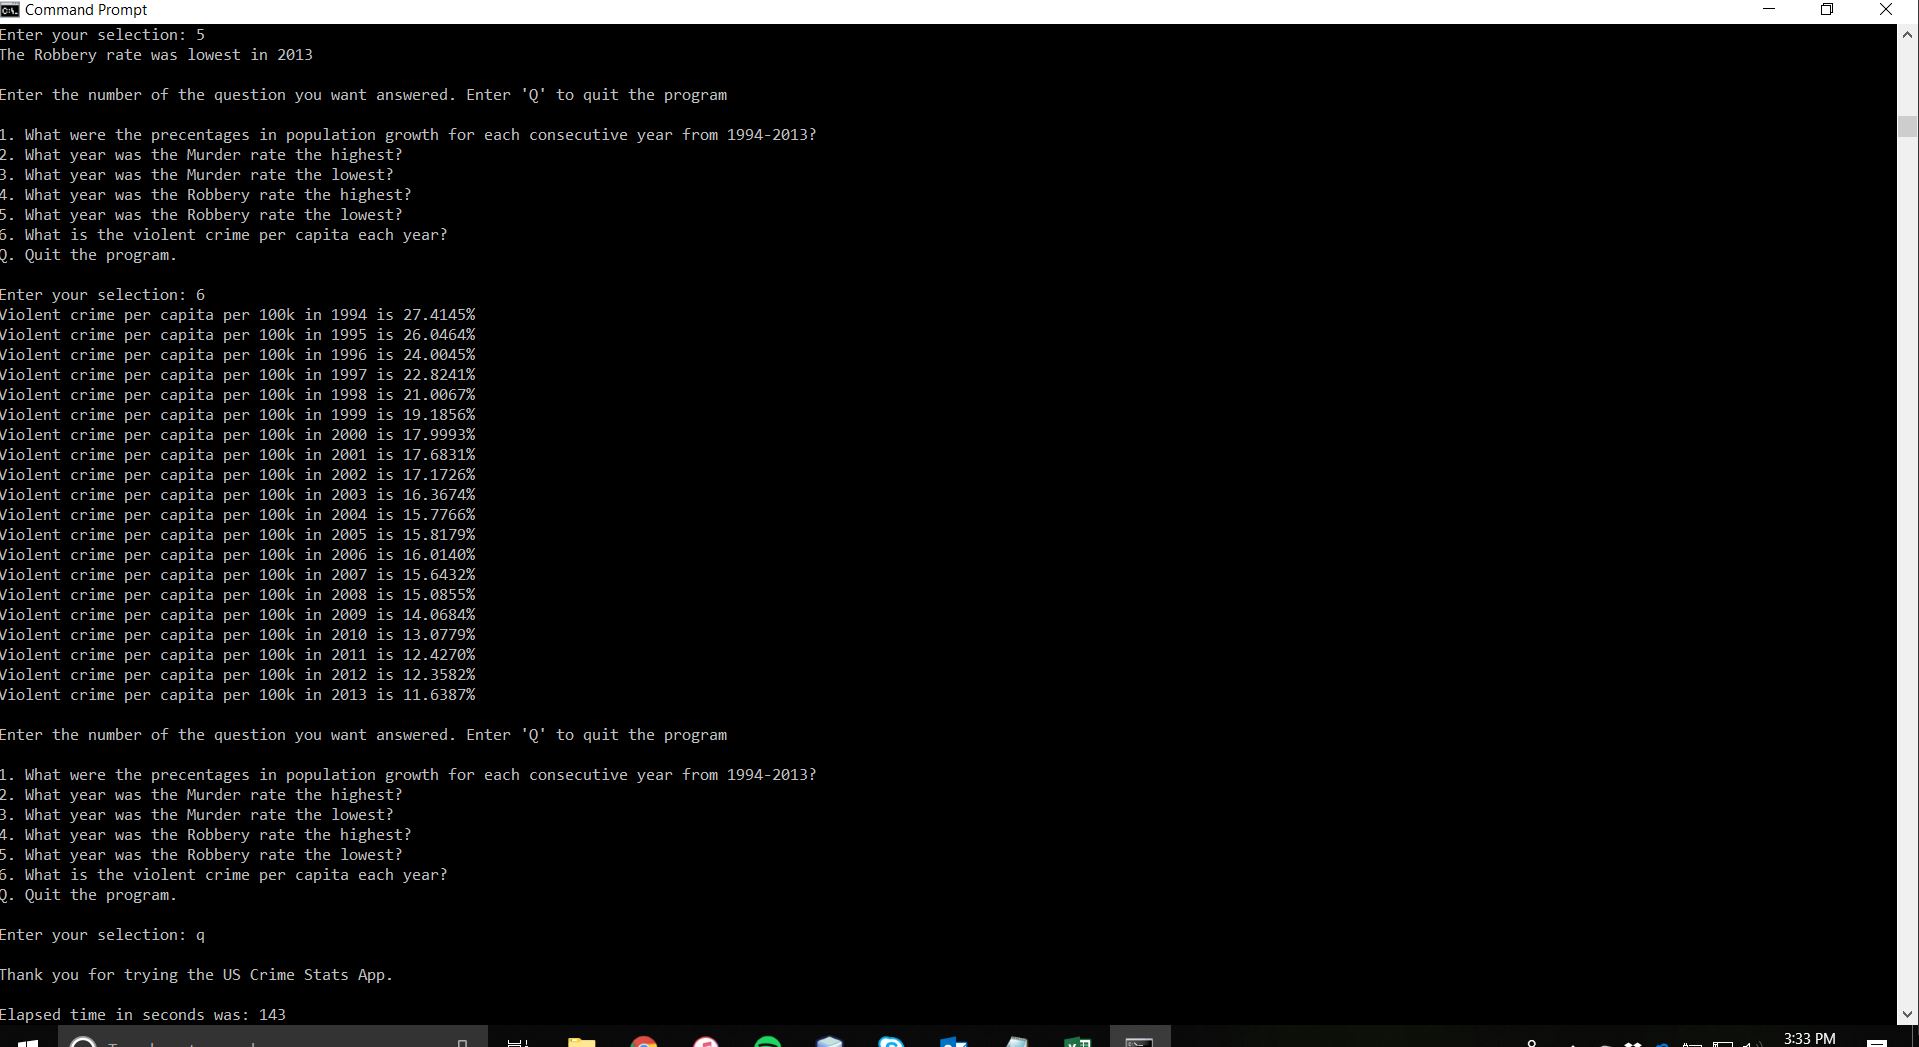 Command Prompt
Enter your selection: 5
The Robbery rate was lowest in 2013
Enter the number of the question you want answered. Enter 'Q' to quit the program
1. What were the precentages in population growth for each consecutive year from 1994-2013?
2. What year was the Murder rate the highest?
3. What year was the Murder rate the lowest?
4. What year was the Robbery rate the highest?
5. What year was the Robbery rate the lowest?
6. What is the violent crime per capita each year?
Q. Quit the program.
Enter your selection: 6
Violent crime per capita per 100k in 1994 is 27.4145%
Violent crime per capita per 100k in 1995 is 26.0464%
Violent crime per capita per 100k in 1996 is 24.0045%
Violent crime per capita per 100k in 1997 is 22.8241%
Violent crime per capita per 100k in 1998 is 21.0067%
Violent crime per capita per 100k in 1999 is 19.1856%
Violent crime per capita per 100k in 2000 is 17.9993%
Violent crime per capita per 100k in 2001 is 17.6831%
Violent crime per capita per 100k in 2002 is 17.1726%
Violent crime per capita per 100k in 2003 is 16.3674%
Violent crime per capita per 100k in 2004 is 15.7766%
Violent crime per capita per 100k in 2005 is 15.8179%
Violent crime per capita per 100k in 2006 is 16.0140%
Violent crime per capita per 100k in 2007 is 15.6432%
Violent crime per capita per 100k in 2008 is 15.0855%
Violent crime per capita per 100k in 2009 is 14.0684%
Violent crime per capita per 100k in 2010 is 13.0779%
Violent crime per capita per 100k in 2011 is 12.4270%
Violent crime per capita per 100k in 2012 is 12.3582%
Violent crime per capita per 100k in 2013 is 11.6387%
Enter the number of the question you want answered. Enter 'Q' to quit the program
1. What were the precentages in population growth for each consecutive year from 1994-2013?
2. What year was the Murder rate the highest?
3. What year was the Murder rate the lowest?
4. What year was the Robbery rate the highest?
5. What year was the Robbery rate the lowest?
6. What is the violent crime per capita each year?
Q. Quit the program.
Enter your selection: q
Thank you for trying the US Crime Stats App.
Elapsed time in seconds was: 143
3:33 PM